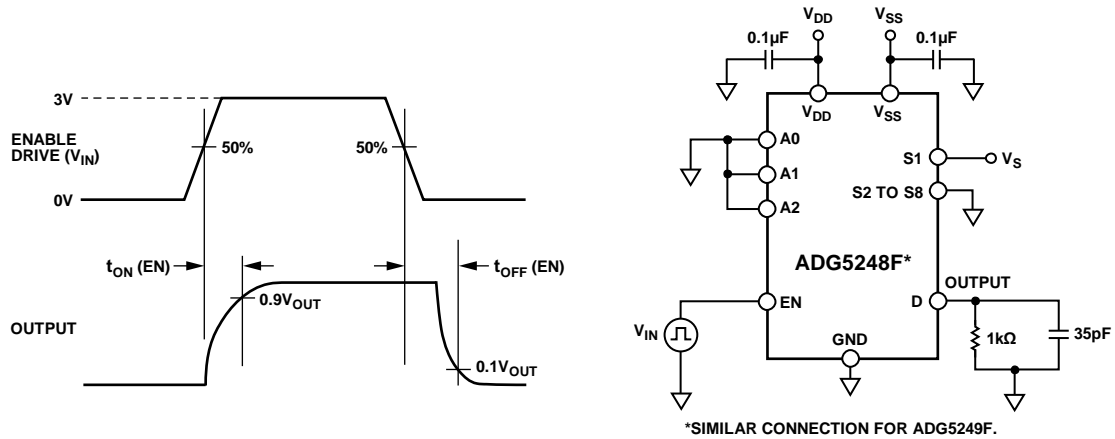 3V
ENABLE
DRIVE (VIN)
50%
50%
0V
tON (EN)
tOFF (EN)
0.9VOUT
OUTPUT
0.1VOUT
VDD
VSS
0.1µF
0.1µF
VDD
VSS
A0
A1
A2
S1
VS
S2 TO S8
ADG5248F*
OUTPUT
EN
D
VIN
GND
1kΩ
35pF
*SIMILAR CONNECTION FOR ADG5249F.